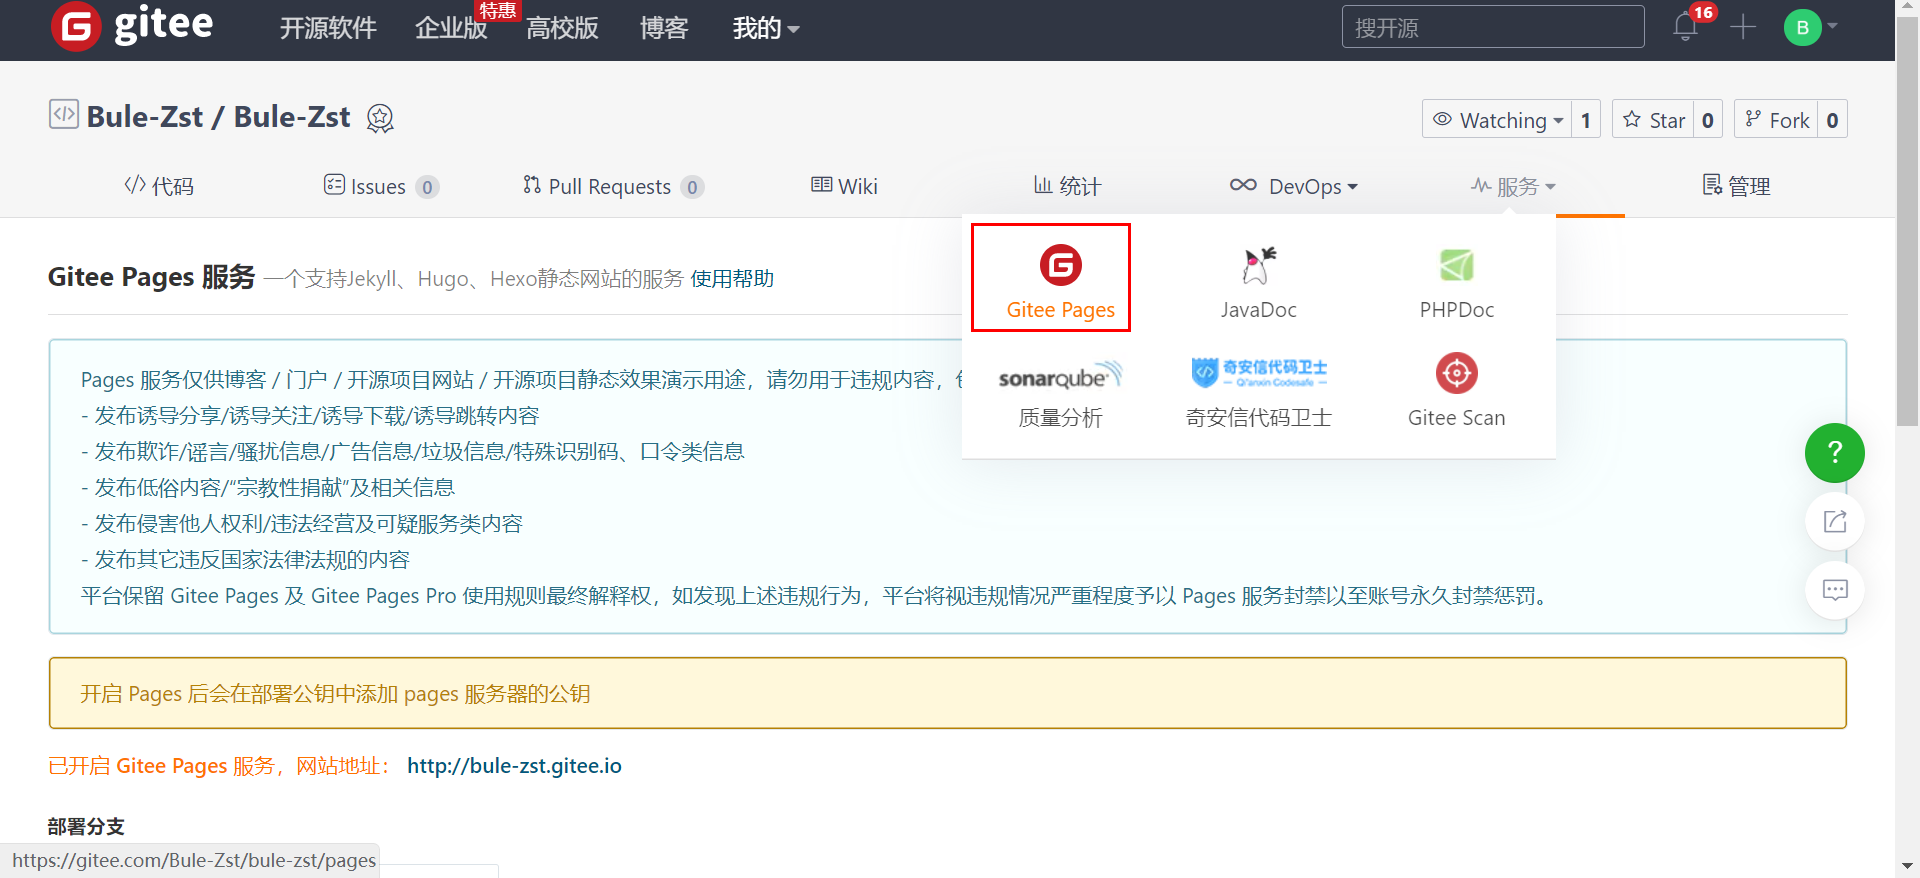 gitee 开源软件 企业版 特惠 高校版 博客 我的 搜开源 16 B
Bule-Zst / Bule-Zst Watching 1 Star 0 Fork 0
代码 Issues 0 Pull Requests 0 Wiki 统计 DevOps 服务 管理
Gitee Pages 服务 一个支持Jekyll、Hugo、Hexo静态网站的服务 使用帮助
Gitee Pages JavaDoc PHPDoc
sonarqube 奇安信代码卫士 Qi'anxin Codesafe
质量分析 奇安信代码卫士 Gitee Scan
Pages 服务仅供博客 / 门户 / 开源项目网站 / 开源项目静态效果演示用途，请勿用于违规内容，
- 发布诱导分享/诱导关注/诱导下载/诱导跳转内容
- 发布欺诈/谣言/骚扰信息/广告信息/垃圾信息/特殊识别码、口令类信息
- 发布低俗内容/“宗教性捐献”及相关信息
- 发布侵害他人权利/违法经营及可疑服务类内容
- 发布其它违反国家法律法规的内容
平台保留 Gitee Pages 及 Gitee Pages Pro 使用规则最终解释权，如发现上述违规行为，平台将视违规情况严重程度予以 Pages 服务封禁以至账号永久封禁惩罚。
?
开启 Pages 后会在部署公钥中添加 pages 服务器的公钥
已开启 Gitee Pages 服务，网站地址： http://bule-zst.gitee.io
部署分支
https://gitee.com/Bule-Zst/bule-zst/pages